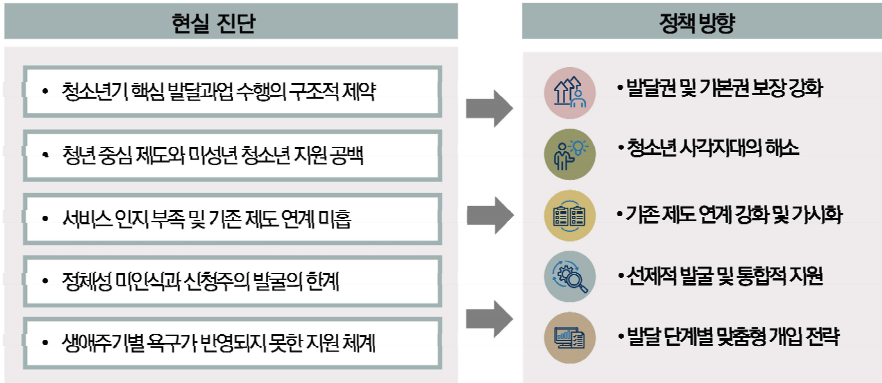 현실 진단
• 청소년기 핵심 발달과업 수행의 구조적 제약
• 청년 중심 제도와 미성년 청소년 지원 공백
• 서비스 인지 부족 및 기존 제도 연계 미흡
• 정체성 미인식과 신청주의 발굴의 한계
• 생애주기별 욕구가 반영되지 못한 지원 체계
정책 방향
• 발달권 및 기본권 보장 강화
• 청소년 사각지대의 해소
• 기존 제도 연계 강화 및 가시화
• 선제적 발굴 및 통합적 지원
• 발달 단계별 맞춤형 개입 전략